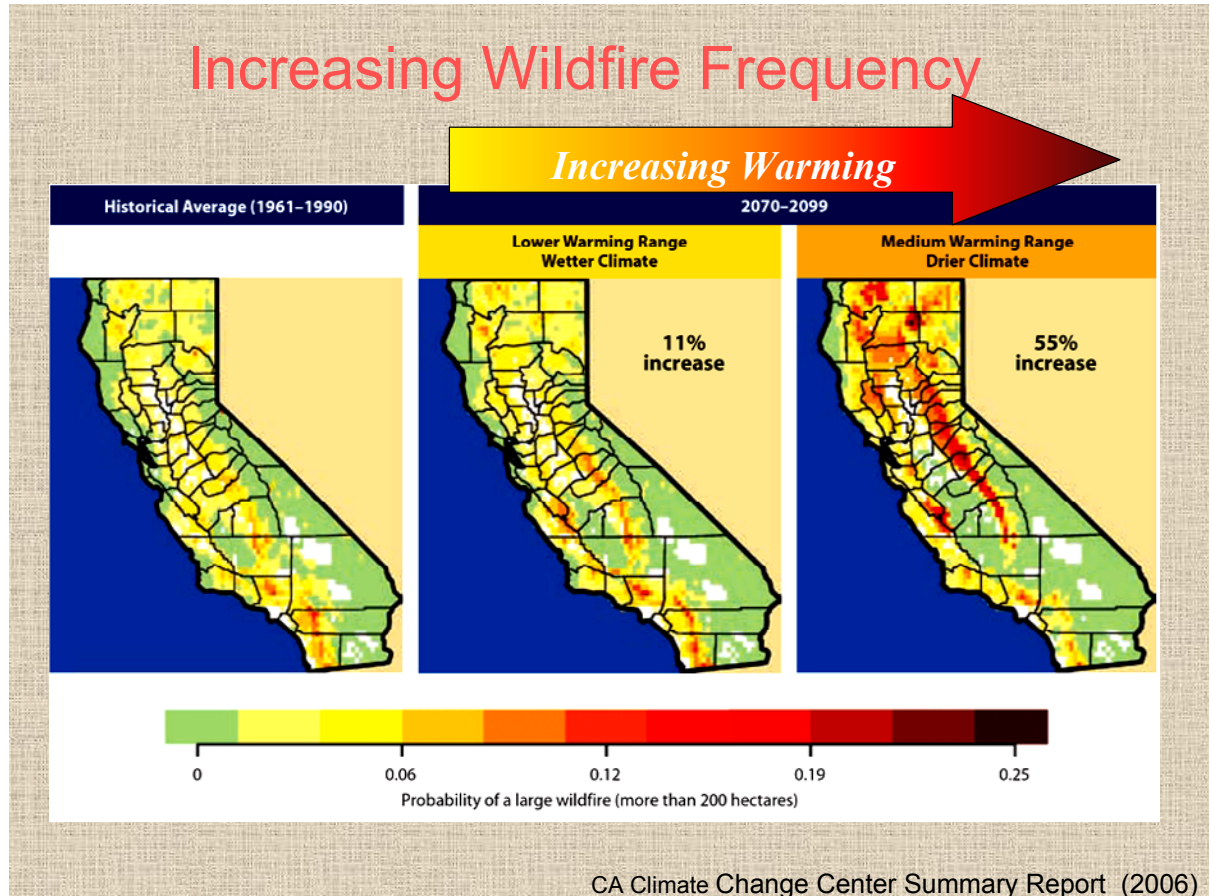 Increasing Wildfire Frequency
Increasing Warming
Historical Average (1961–1990)
2070–2099
Lower Warming Range
Wetter Climate
Medium Warming Range
Drier Climate
11%
increase
55%
increase
0
0.06
0.12
0.19
0.25
Probability of a large wildfire (more than 200 hectares)
CA Climate Change Center Summary Report (2006)